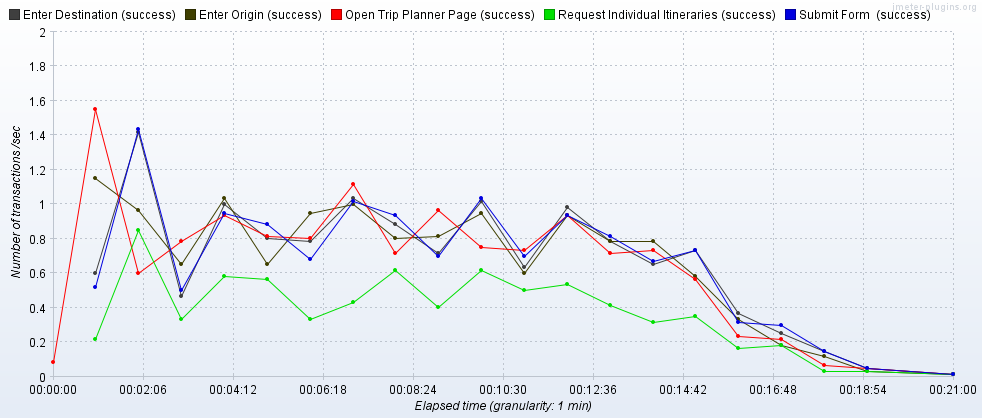 jmeter-plugins.org
Enter Destination (success) Enter Origin (success) Open Trip Planner Page (success) Request Individual Itineraries (success) Submit Form (success)
Number of transactions /sec
2
1.8
1.6
1.4
1.2
1
0.8
0.6
0.4
0.2
0
00:00:00 00:02:06 00:04:12 00:06:18 00:08:24 00:10:30 00:12:36 00:14:42 00:16:48 00:18:54 00:21:00
Elapsed time (granularity: 1 min)